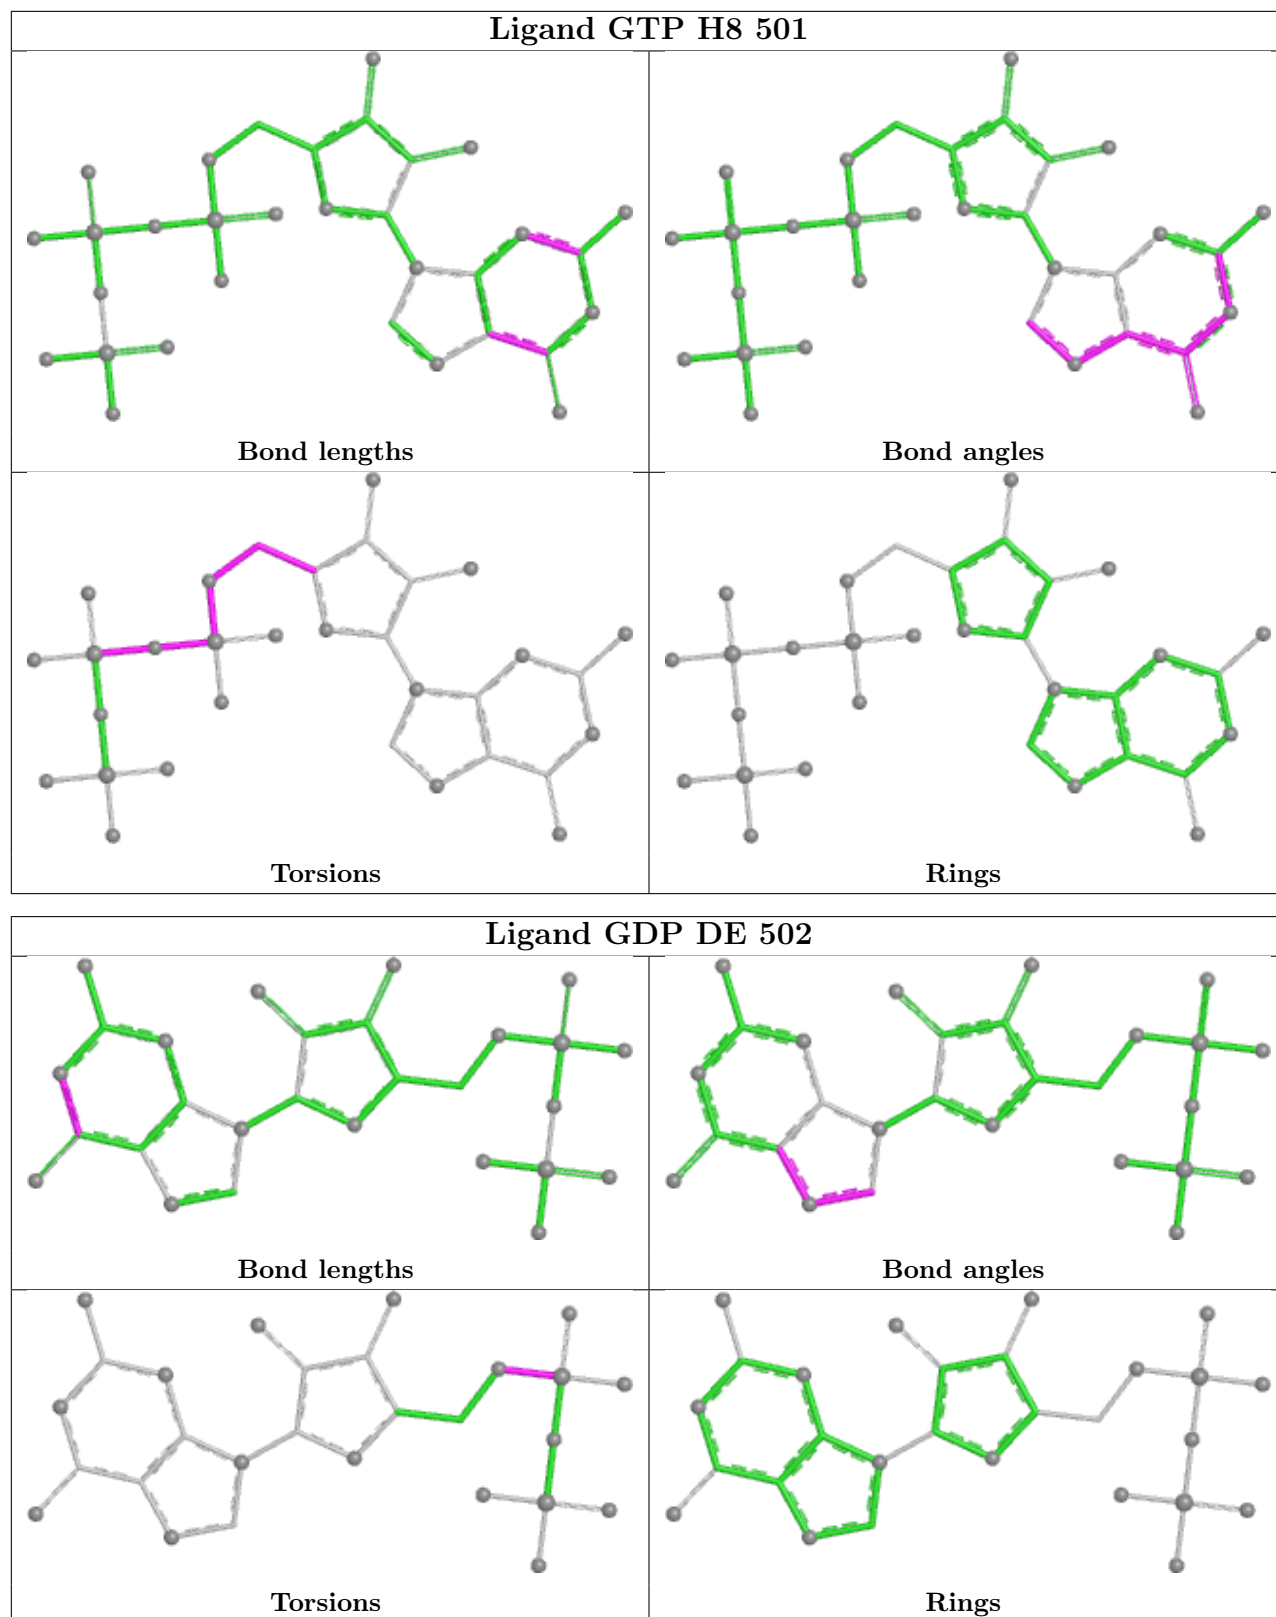 Ligand GTP H8 501
Bond lengths
Bond angles
Torsions
Rings
Ligand GDP DE 502
Bond lengths
Bond angles
Torsions
Rings